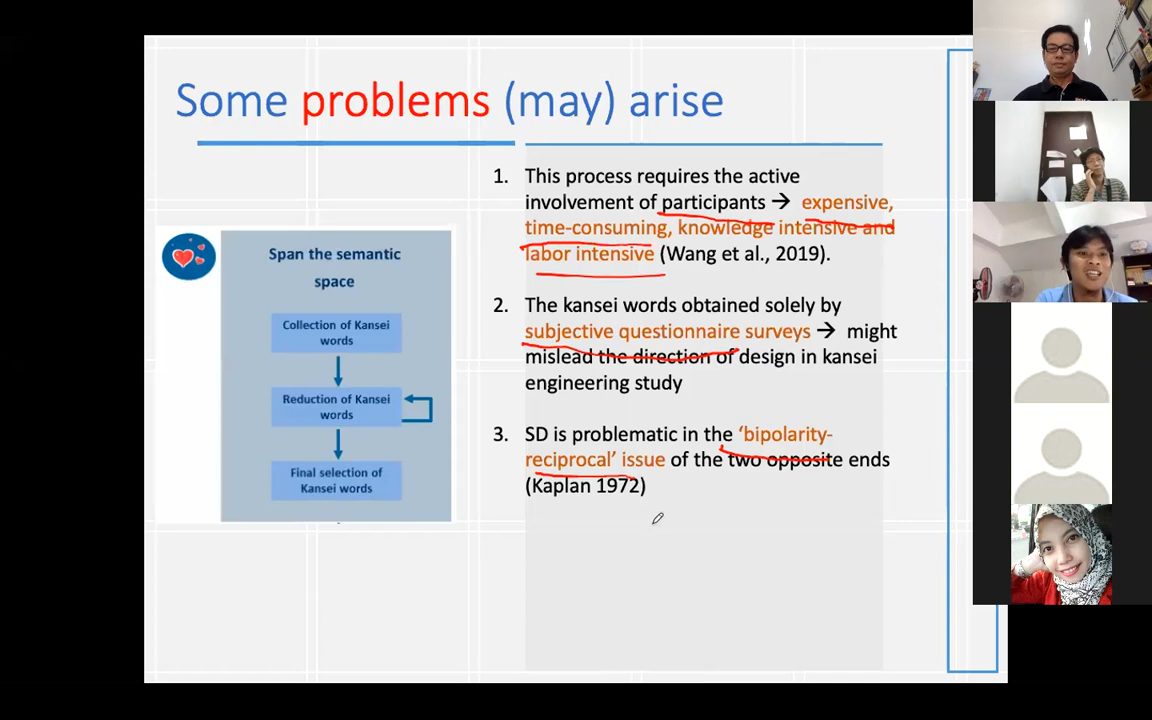 Some problems (may) arise
Span the semantic
space
Collection of Kansei
words
Reduction of Kansei
words
Final selection of
Kansei words
1. This process requires the active
involvement of participants → expensive,
time-consuming, knowledge intensive and
labor intensive (Wang et al., 2019).
2. The kansei words obtained solely by
subjective questionnaire surveys → might
mislead the direction of design in kansei
engineering study
3. SD is problematic in the ‘bipolarity-
reciprocal’ issue of the two opposite ends
(Kaplan 1972)